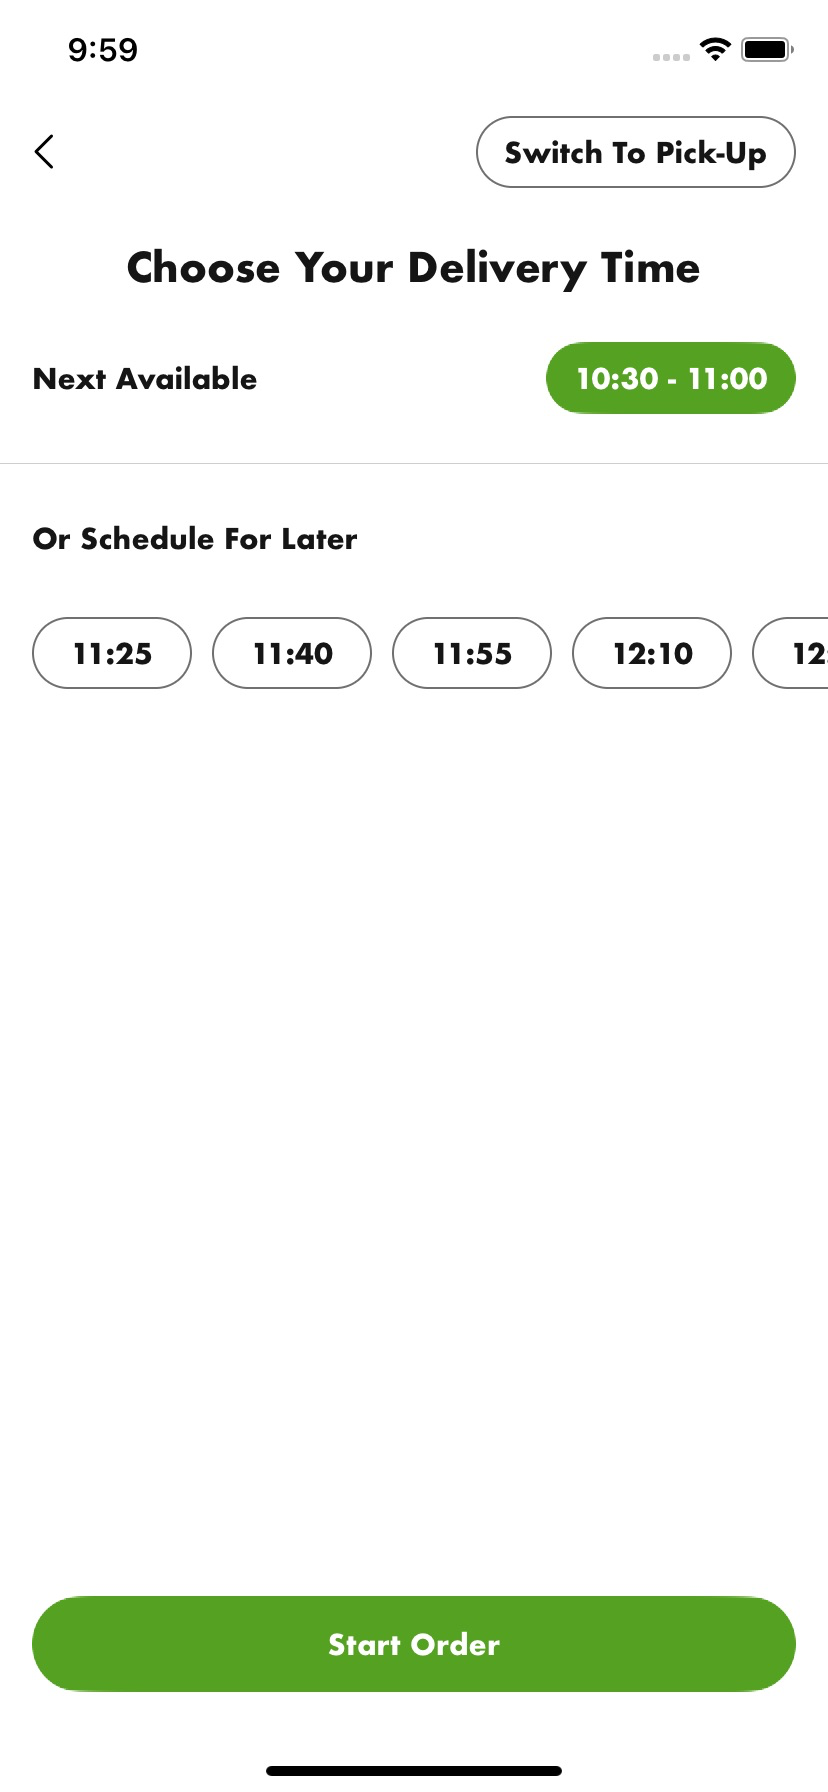 9:59
Switch To Pick-Up
Choose Your Delivery Time
Next Available
10:30 - 11:00
Or Schedule For Later
11:25
11:40
11:55
12:10
12:
Start Order